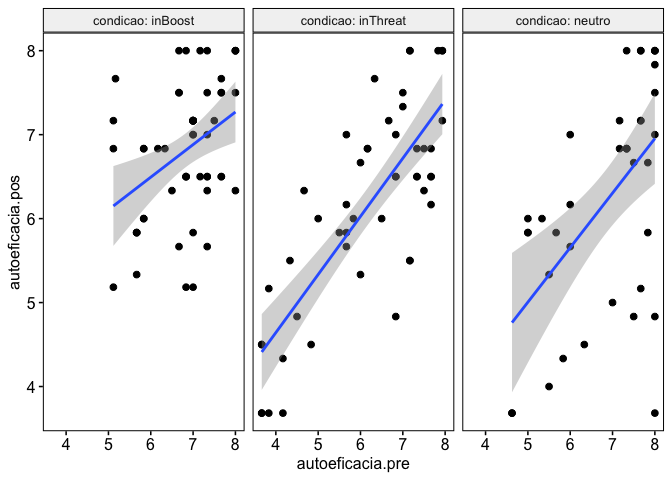 condicao: inBoost
condicao: inThreat
condicao: neutro
autoeficacia.pos
8
7
6
5
4
4 5 6 7 8
4 5 6 7 8
4 5 6 7 8
autoeficacia.pre